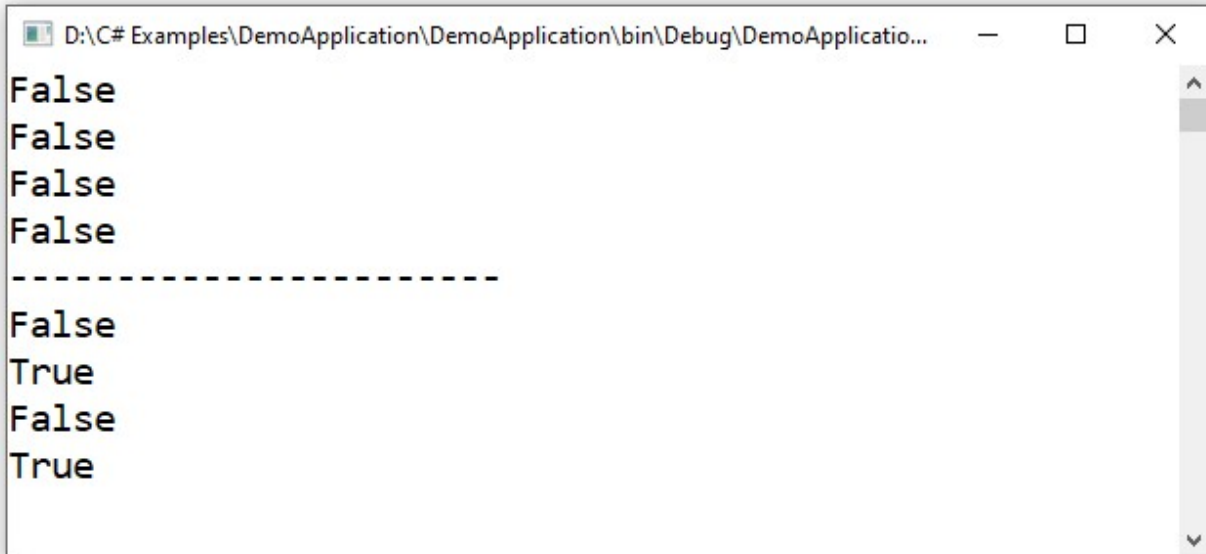 D:\C# Examples\DemoApplication\DemoApplication\bin\Debug\DemoApplicatio...
False
False
False
False
-----------------------
False
True
False
True